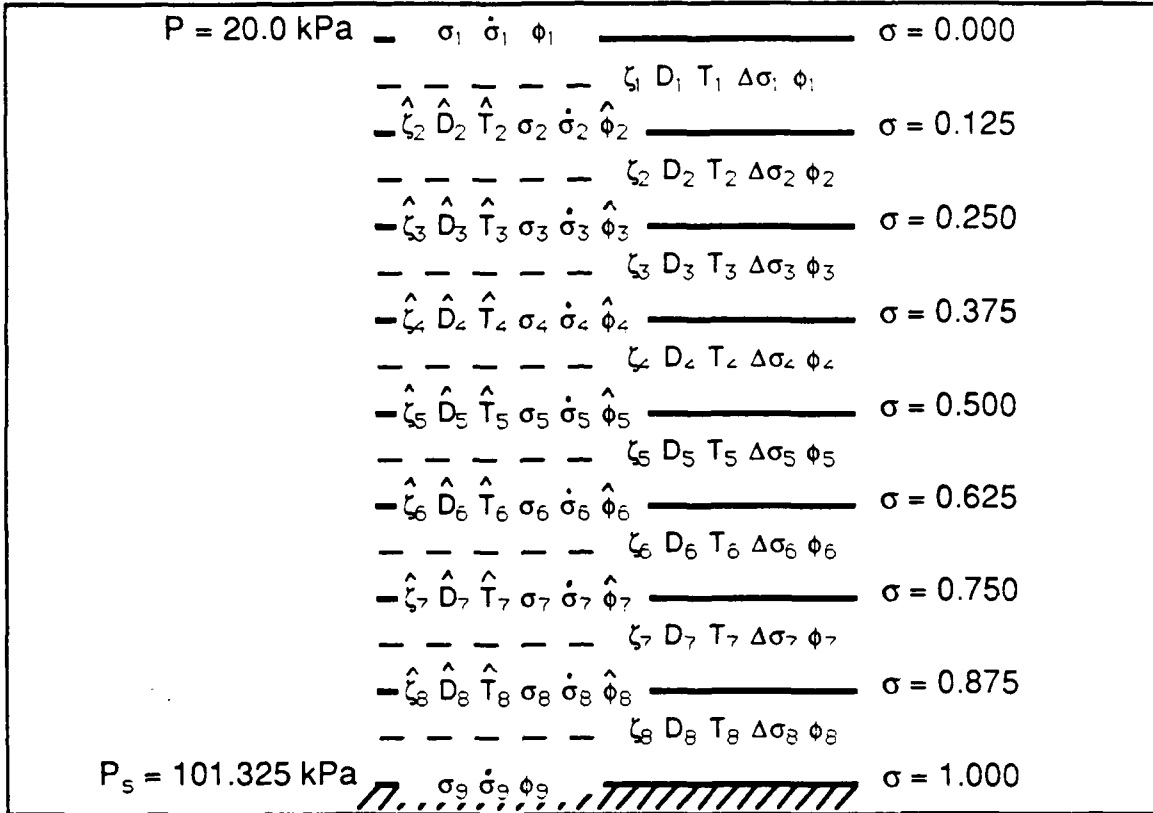 P = 20.0 kPa σ₁ σ̇₁ ϕ₁ σ = 0.000
ζ₁ D₁ T₁ Δσ₁ ϕ₁
ζ̂₂ D̂₂ T̂₂ σ₂ σ̇₂ ϕ̂₂ σ = 0.125
ζ₂ D₂ T₂ Δσ₂ ϕ₂
ζ̂₃ D̂₃ T̂₃ σ₃ σ̇₃ ϕ̂₃ σ = 0.250
ζ₃ D₃ T₃ Δσ₃ ϕ₃
ζ̂₄ D̂₄ T̂₄ σ₄ σ̇₄ ϕ̂₄ σ = 0.375
ζ₄ D₄ T₄ Δσ₄ ϕ₄
ζ̂₅ D̂₅ T̂₅ σ₅ σ̇₅ ϕ̂₅ σ = 0.500
ζ₅ D₅ T₅ Δσ₅ ϕ₅
ζ̂₆ D̂₆ T̂₆ σ₆ σ̇₆ ϕ̂₆ σ = 0.625
ζ₆ D₆ T₆ Δσ₆ ϕ₆
ζ̂₇ D̂₇ T̂₇ σ₇ σ̇₇ ϕ̂₇ σ = 0.750
ζ₇ D₇ T₇ Δσ₇ ϕ₇
ζ̂₈ D̂₈ T̂₈ σ₈ σ̇₈ ϕ̂₈ σ = 0.875
ζ₈ D₈ T₈ Δσ₈ ϕ₈
Pₛ = 101.325 kPa σ₉ σ̇₉ ϕ₉ σ = 1.000